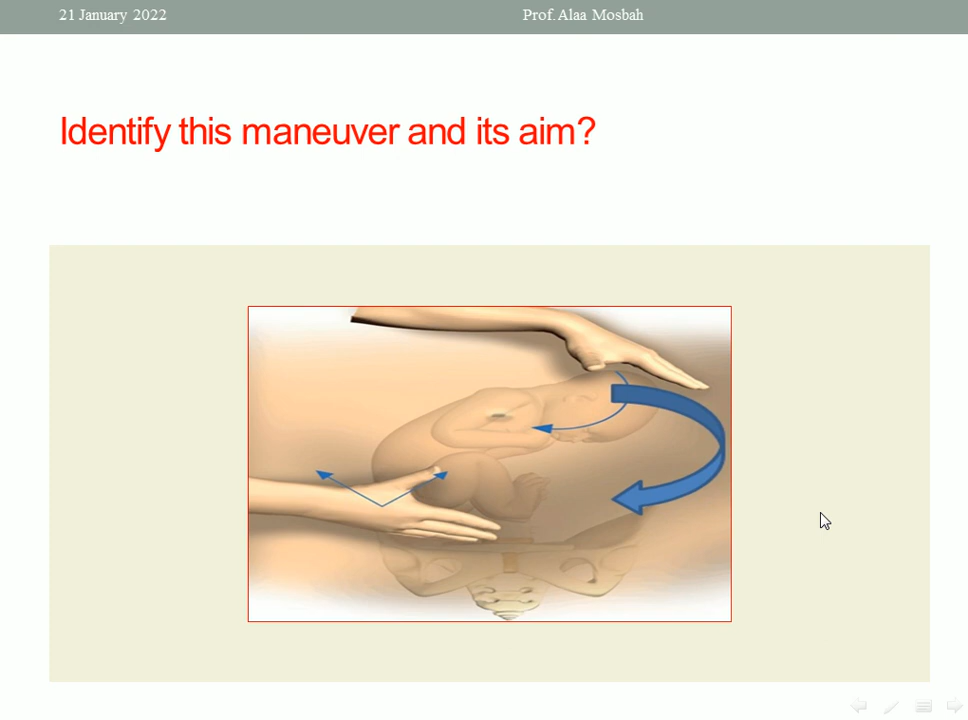 21 January 2022
Prof. Alaa Mosbah
Identify this maneuver and its aim?